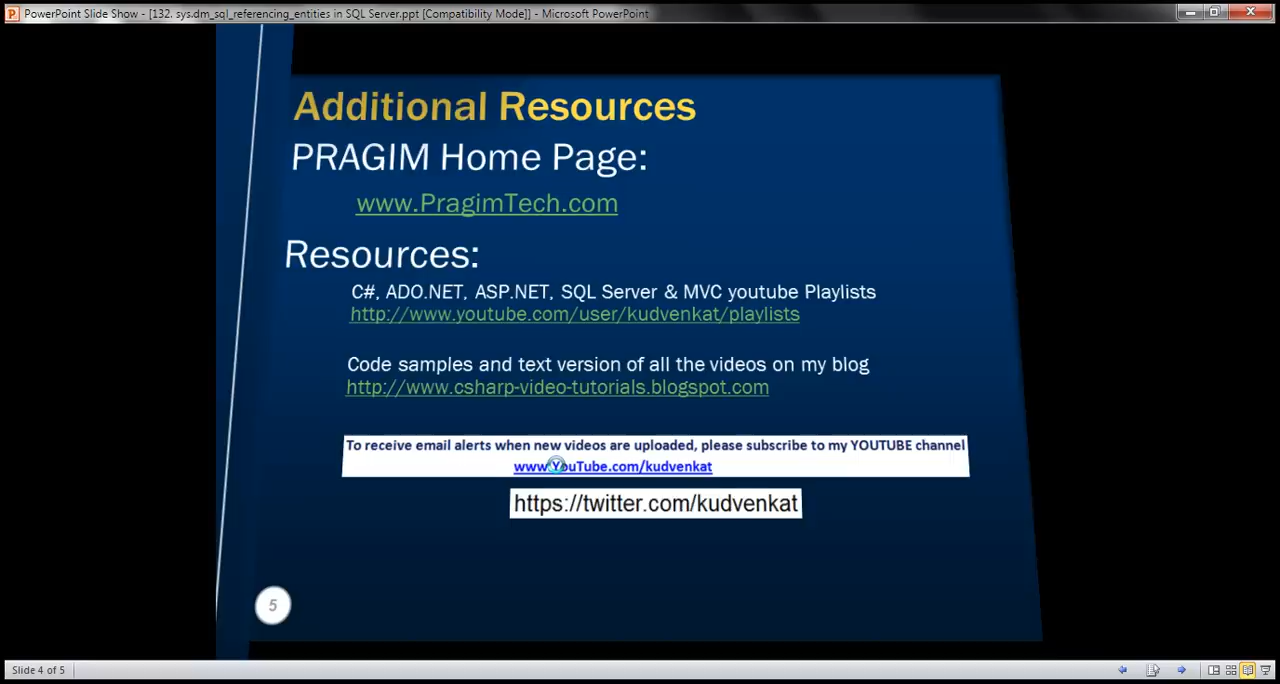 PowerPoint Slide Show - [132. sys.dm_sql_referencing_entities in SQL Server.ppt [Compatibility Mode]] - Microsoft PowerPoint
Additional Resources
PRAGIM Home Page:
www.PragimTech.com
Resources:
C#, ADO.NET, ASP.NET, SQL Server & MVC youtube Playlists
http://www.youtube.com/user/kudvenkat/playlists
Code samples and text version of all the videos on my blog
http://www.csharp-video-tutorials.blogspot.com
To receive email alerts when new videos are uploaded, please subscribe to my YOUTUBE channel
www.YouTube.com/kudvenkat
https://twitter.com/kudvenkat
5
Slide 4 of 5